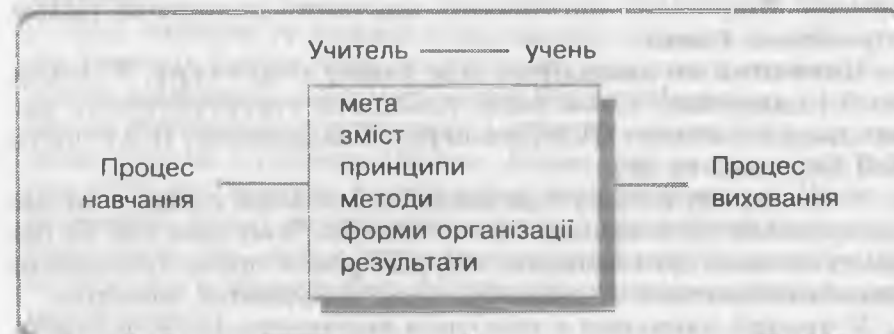 Учитель — учень
мета
зміст
принципи
методи
форми організації
результати
Процес
навчання
Процес
виховання